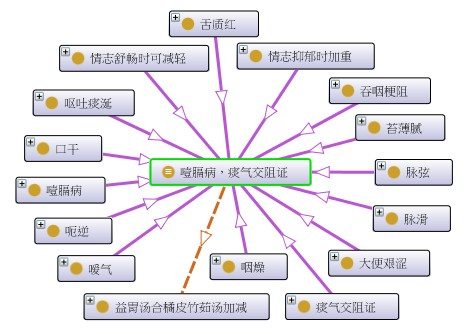 舌质红
情志舒畅时可减轻
情志抑郁时加重
吞咽梗阻
呕吐痰涎
苔薄腻
口干
噎膈病,痰气交阻证
脉弦
噎膈病
脉滑
呃逆
嗳气
咽燥
大便艰涩
益胃汤合橘皮竹茹汤加减
痰气交阻证